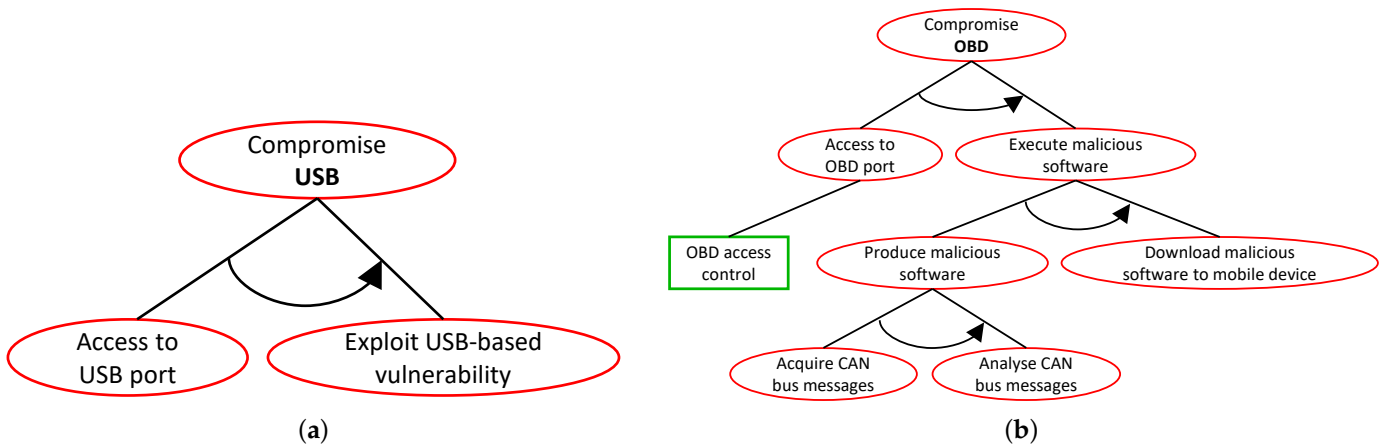 Compromise
USB
Access to
USB port
Exploit USB-based
vulnerability
(a)
Compromise
OBD
Access to
OBD port
Execute malicious
software
OBD access
control
Produce malicious
software
Download malicious
software to mobile device
Acquire CAN
bus messages
Analyse CAN
bus messages
(b)